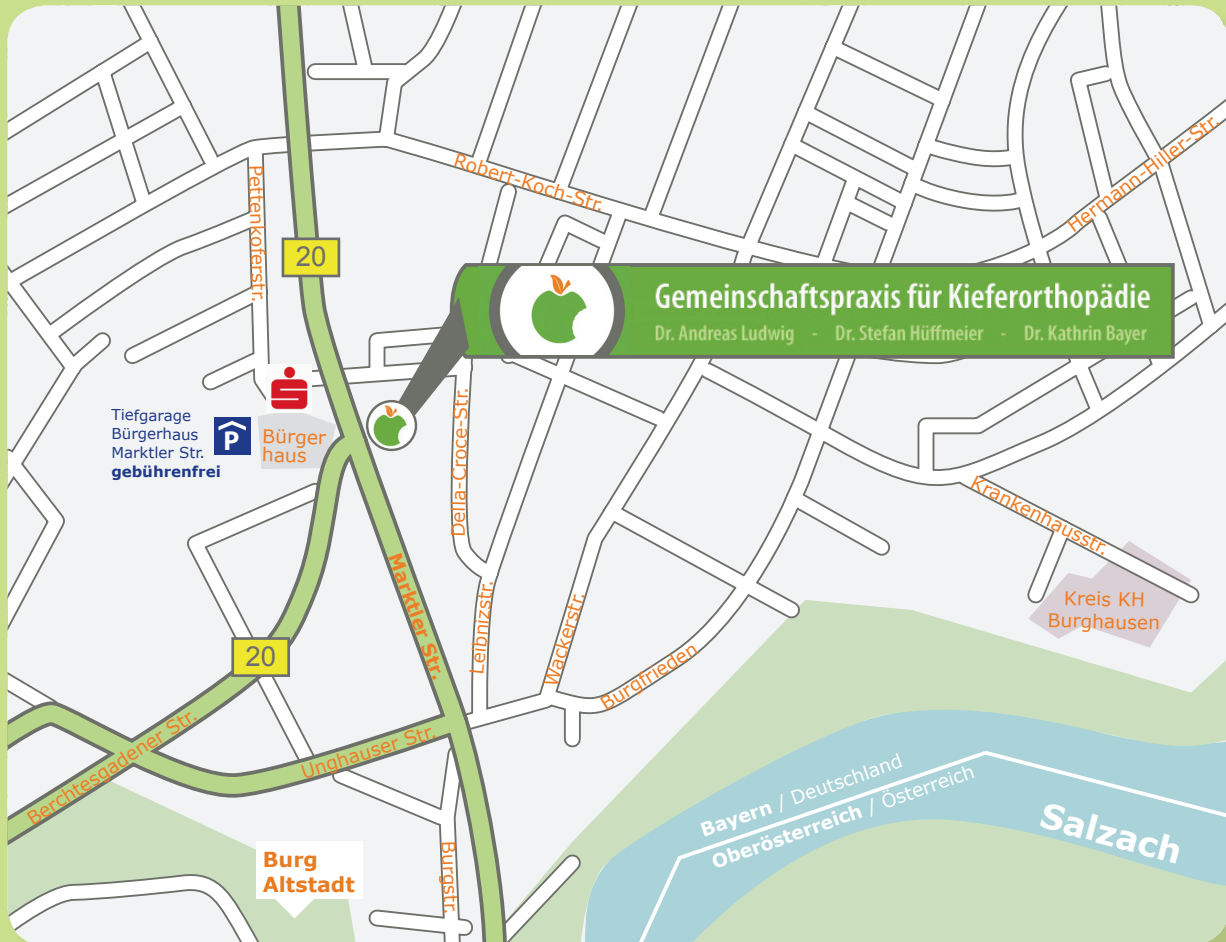 Robert-Koch-Str.
Hermann-Hiller-Str.
Pettenkoferstr.
20
Gemeinschaftspraxis für Kieferorthopädie
Dr. Andreas Ludwig - Dr. Stefan Hüffmeier - Dr. Kathrin Bayer
Tiefgarage
Bürgerhaus
Marktler Str.
gebührenfrei
P
Bürger
haus
Della-Croce-Str.
Krankenhausstr.
Marktler Str.
Leibnizstr.
Wackerstr.
Burgfrieden
Kreis KH
Burghausen
20
Berchtesgadener Str.
Unghauser Str.
Bayern / Deutschland
Oberösterreich / Österreich
Salzach
Burg
Altstadt
Burgstr.